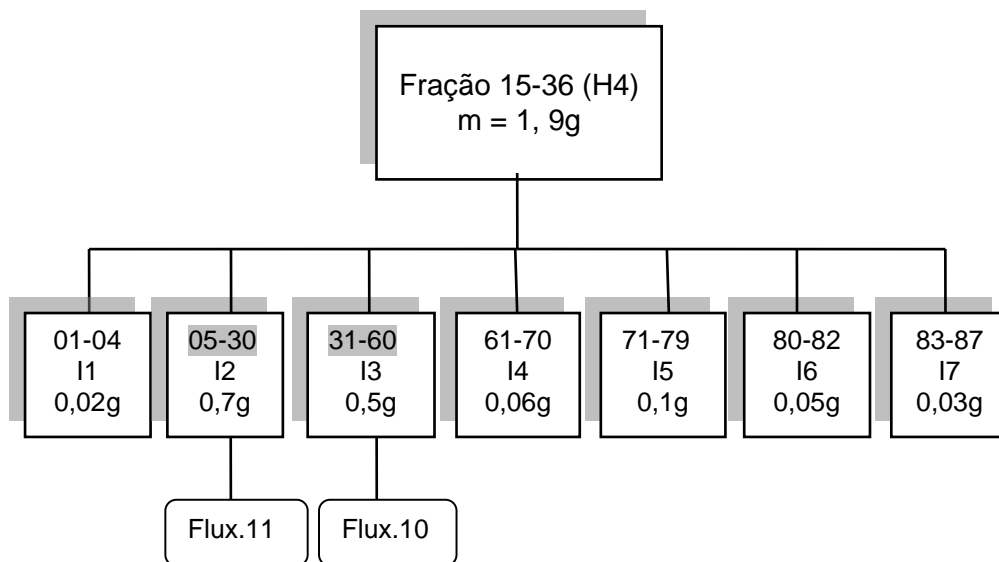 Fração 15-36 (H4)
m = 1, 9g
01-04
I1
0,02g
05-30
I2
0,7g
31-60
I3
0,5g
61-70
I4
0,06g
71-79
I5
0,1g
80-82
I6
0,05g
83-87
I7
0,03g
Flux.11
Flux.10